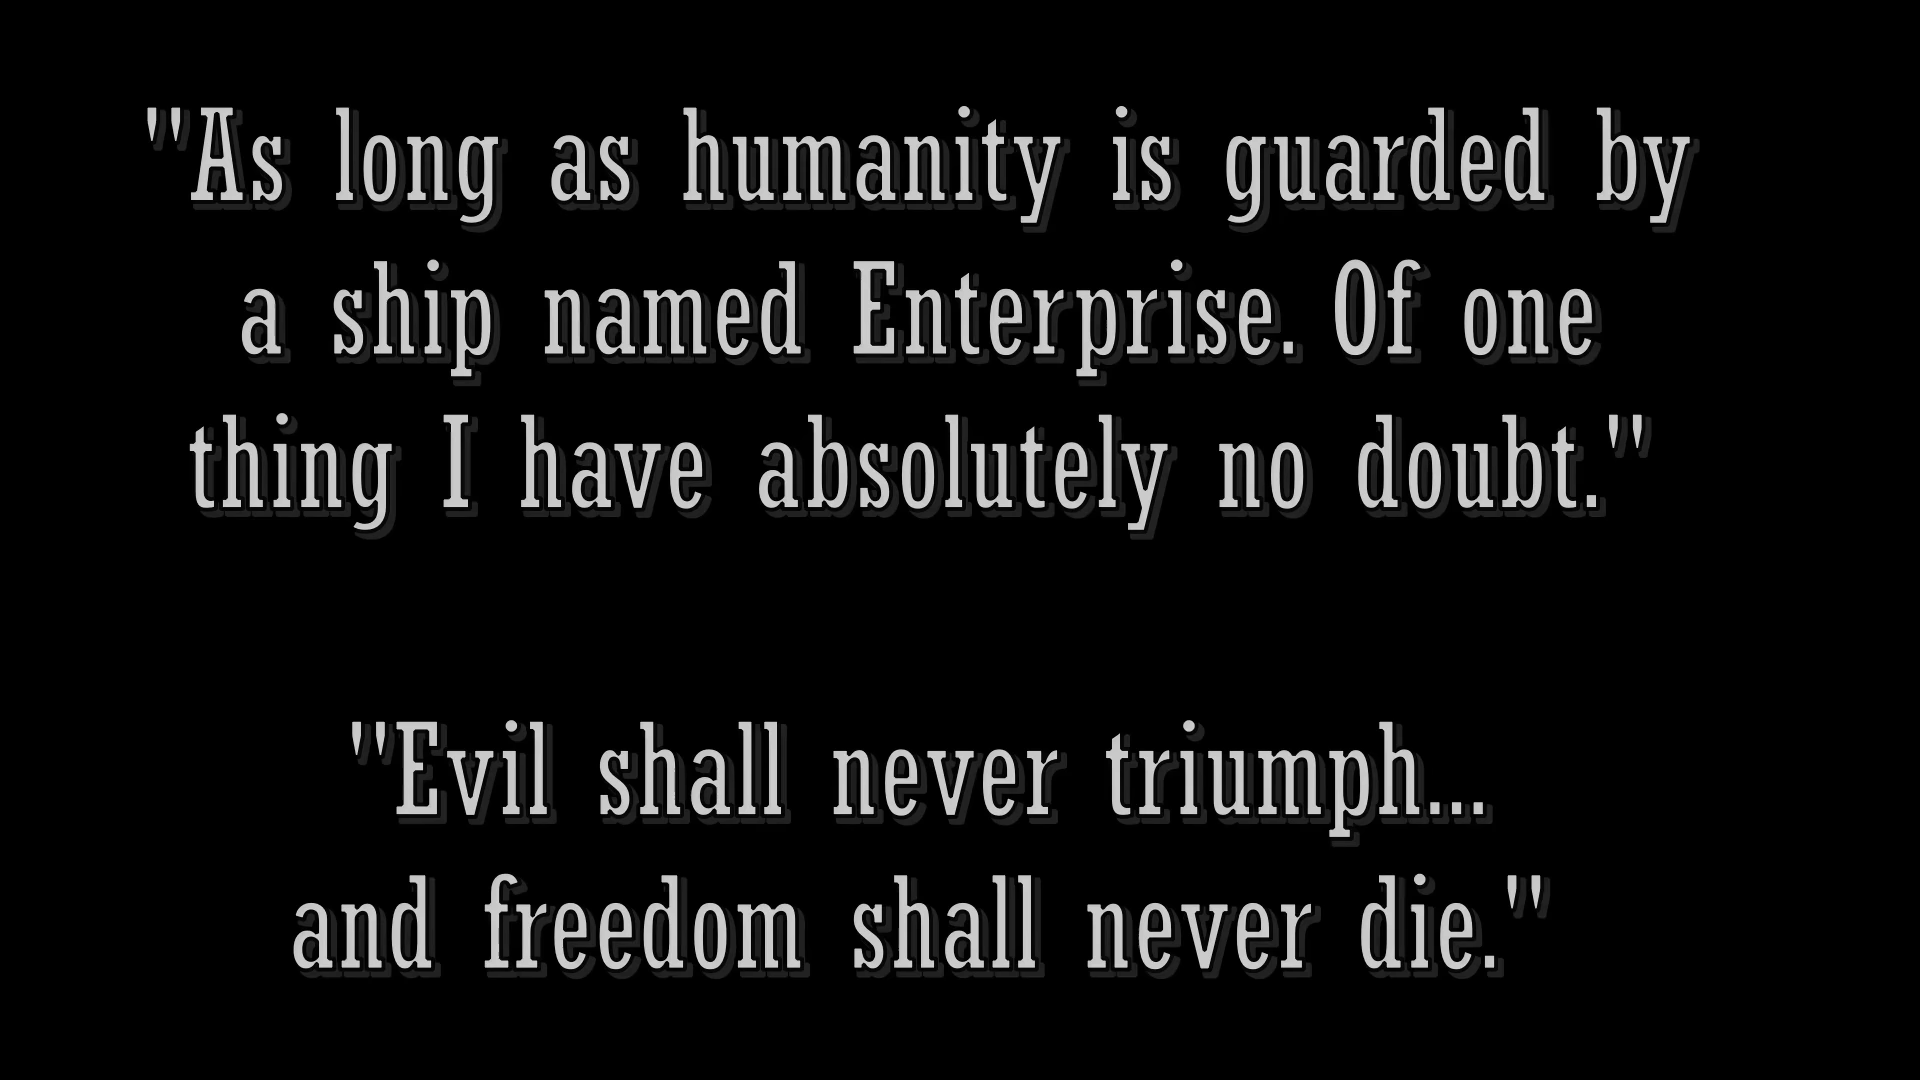 "As long as humanity is guarded by
a ship named Enterprise. Of one
thing I have absolutely no doubt."
"Evil shall never triumph...
and freedom shall never die."